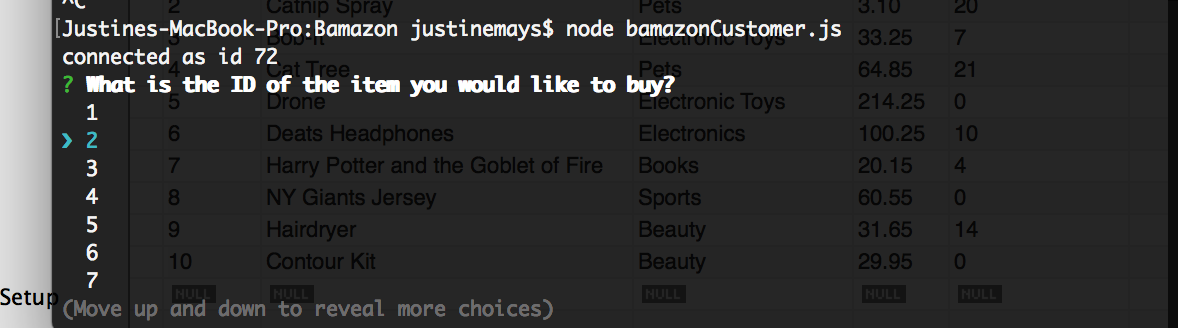 ^C
[Justines-MacBook-Pro:Bamazon justinemays$ node bamazonCustomer.js
connected as id 72
? What is the ID of the item you would like to buy?
1
❯ 2
3
4
5
6
7
(Move up and down to reveal more choices)
2 Catnip Spray Pets 3.10 20
3 Bob-It Electronic Toys 33.25 7
4 Cat Tree Pets 64.85 21
5 Drone Electronic Toys 214.25 0
6 Deats Headphones Electronics 100.25 10
7 Harry Potter and the Goblet of Fire Books 20.15 4
8 NY Giants Jersey Sports 60.55 0
9 Hairdryer Beauty 31.65 14
10 Contour Kit Beauty 29.95 0
NULL NULL NULL NULL NULL
Setup